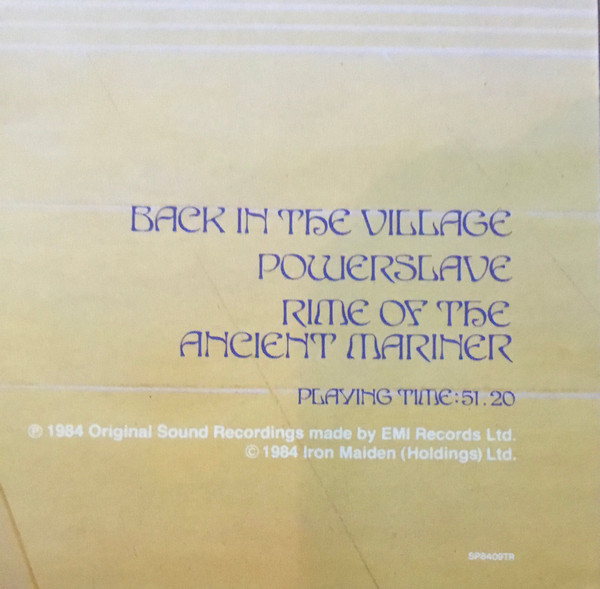 BACK IN THE VILLAGE
POWERSLAVE
RIME OF THE
ANCIENT MARINER
PLAYING TIME:51.20
℗ 1984 Original Sound Recordings made by EMI Records Ltd.
© 1984 Iron Maiden (Holdings) Ltd.
SP8409TR